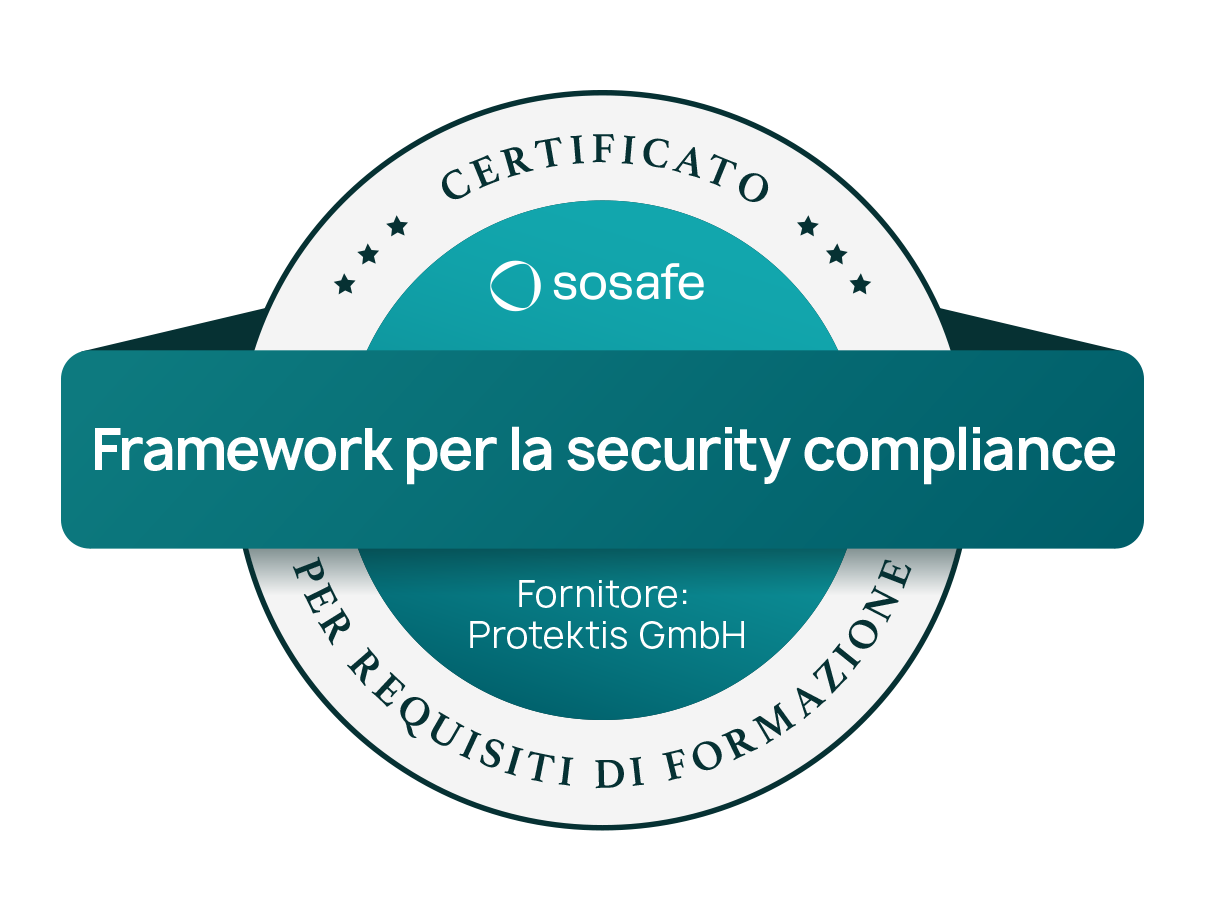 CERTIFICATO
sosafe
Framework per la security compliance
Fornitore:
Protektis GmbH
PER REQUISITI DI FORMAZIONE